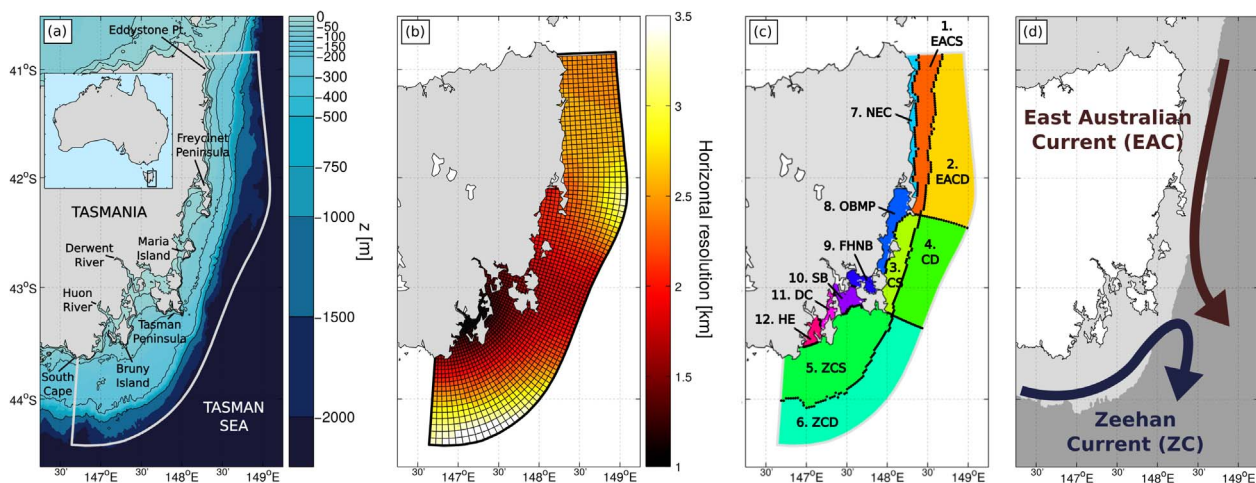 (a)
Eddystone Pt.
41°S
Freycinet
Peninsula
42°S
TASMANIA
Maria
Island
Derwent
River
43°S
Huon
River
Tasman
Peninsula
Bruny
Island
South
Cape
44°S
TASMAN
SEA
30' 147°E 30' 148°E 30' 149°E
0
−50
−100
−150
−200
−300
−500
−750
−1000
−1500
−2000
z [m]
(b)
30' 147°E 30' 148°E 30' 149°E
3.5
3
2.5
2
1.5
1
Horizontal resolution [km]
(c)
1.
EACS
41°S
7. NEC
42°S
2.
EACD
8. OBMP
9. FHNB
4.
CD
3.
CS
10. SB
43°S
11. DC
12. HE
5. ZCS
44°S
6. ZCD
30' 147°E 30' 148°E 30' 149°E
(d)
East Australian
Current (EAC)
Zeehan
Current (ZC)
30' 147°E 30' 148°E 30' 149°E